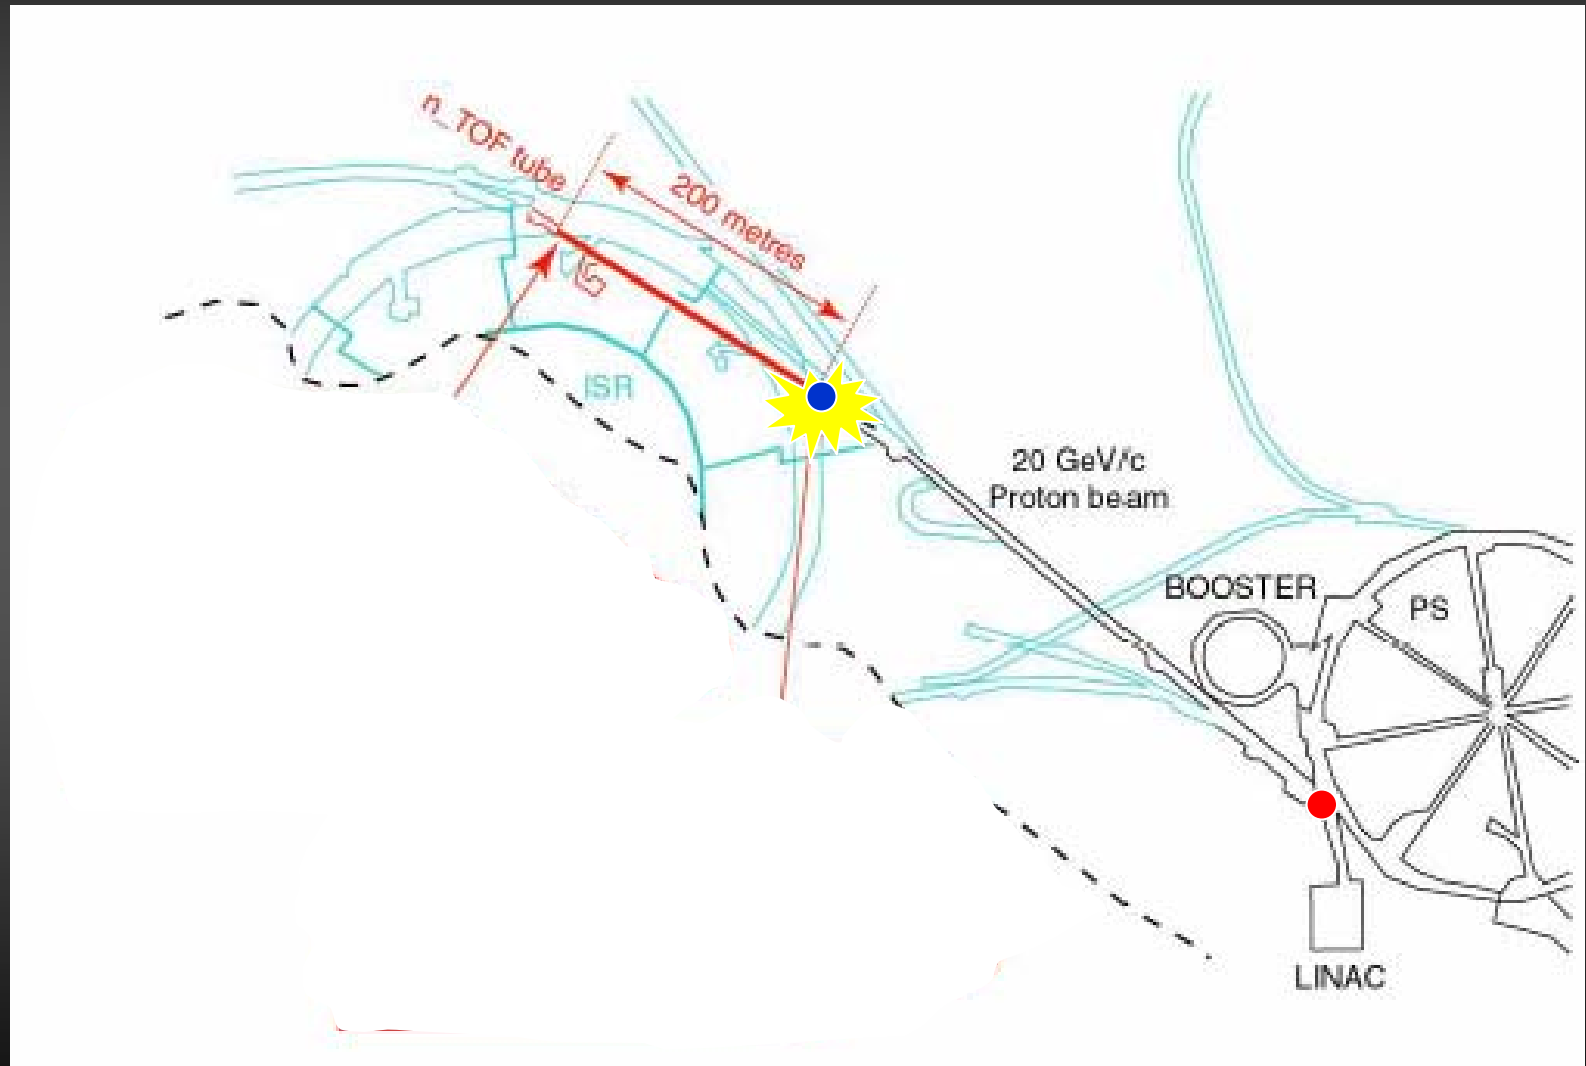 n_TOF tube
200 metres
ISR
20 GeV/c
Proton beam
BOOSTER
PS
LINAC